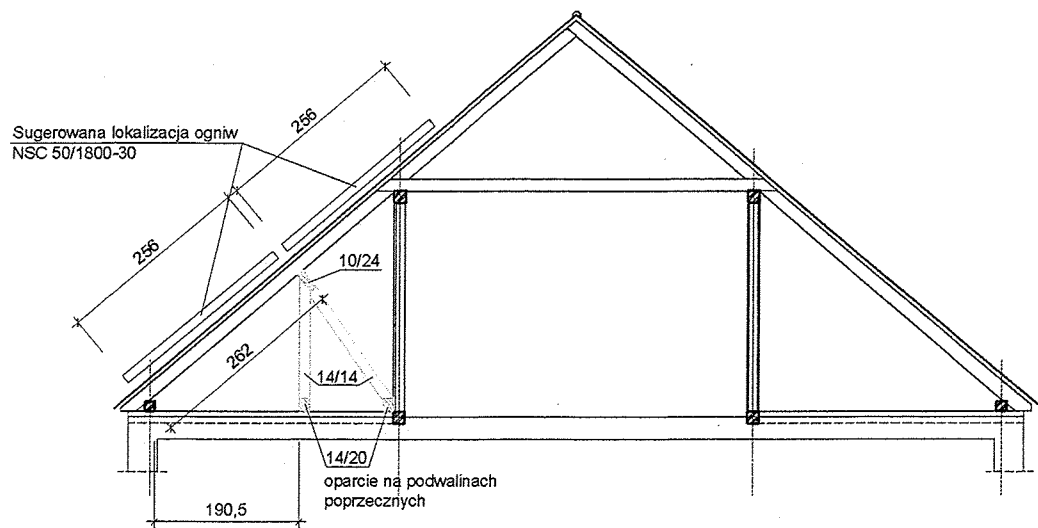 256
Sugerowana lokalizacja ogniw
NSC 50/1800-30
256
10/24
262
14/14
14/20
oparcie na podwalinach
poprzecznych
190,5